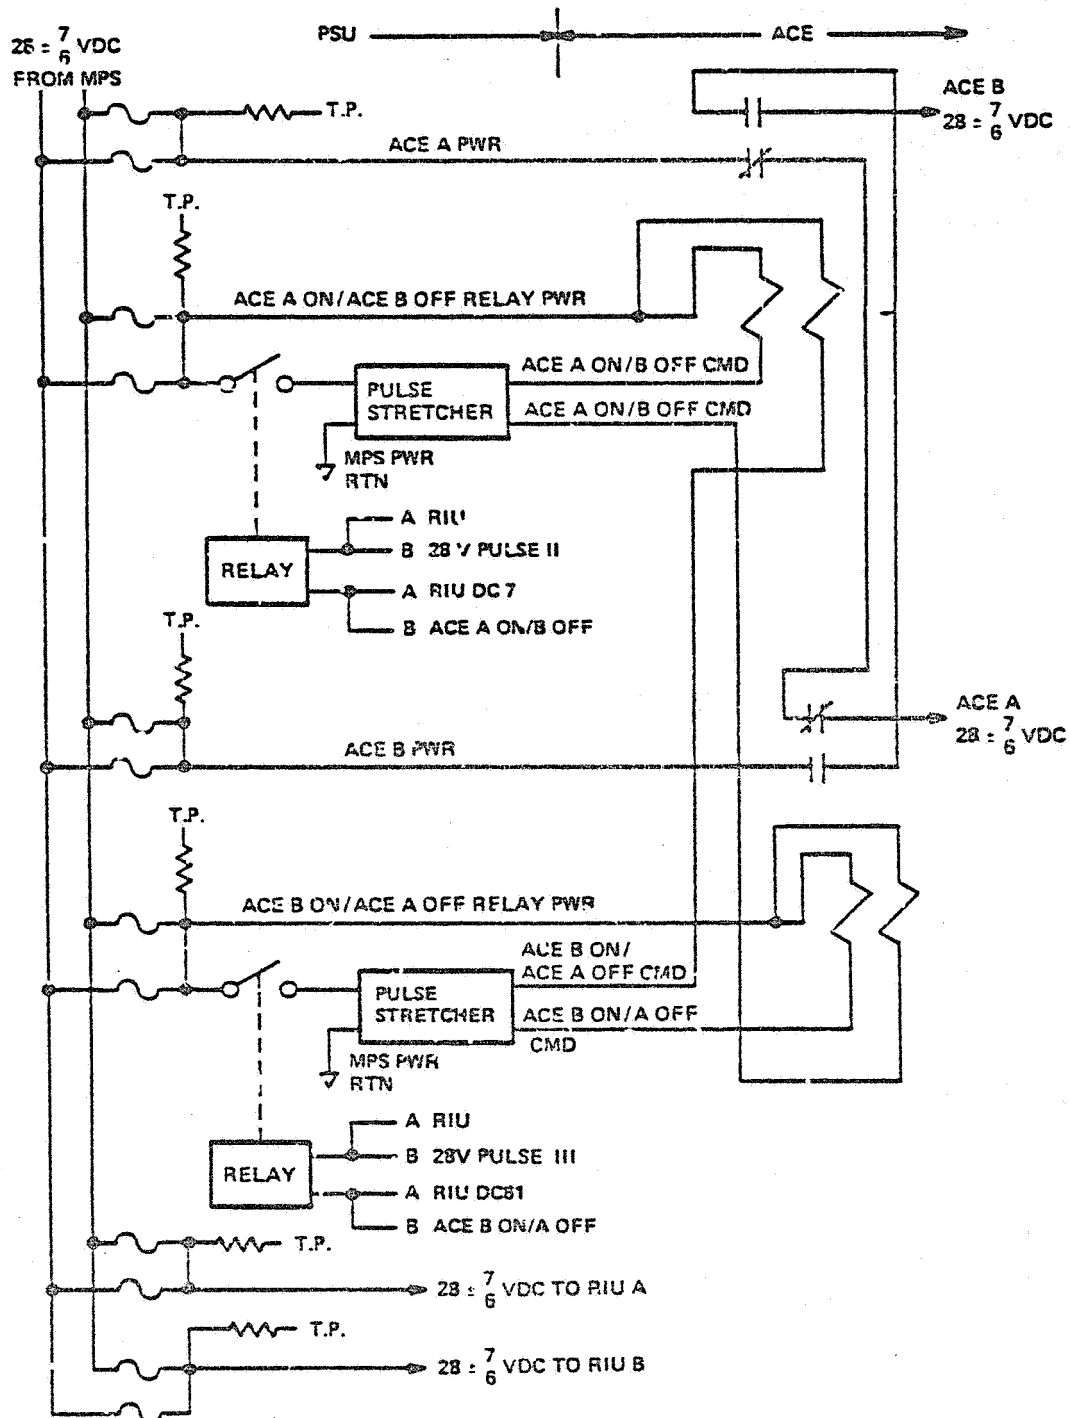 PSU
ACE
28 ± 7/6 VDC
FROM MPS
T.P.
ACE B
28 ± 7/6 VDC
ACE A PWR
T.P.
ACE A ON/ACE B OFF RELAY PWR
PULSE
STRETCHER
ACE A ON/B OFF CMD
ACE A ON/B OFF CMD
MPS PWR
RTN
A RIU
B 28 V PULSE II
RELAY
A RIU DC 7
B ACE A ON/B OFF
T.P.
ACE A
28 ± 7/6 VDC
ACE B PWR
T.P.
ACE B ON/ACE A OFF RELAY PWR
ACE B ON/
ACE A OFF CMD
PULSE
STRETCHER
ACE B ON/A OFF
CMD
MPS PWR
RTN
A RIU
B 28V PULSE III
RELAY
A RIU DC61
B ACE B ON/A OFF
T.P.
28 ± 7/6 VDC TO RIU A
T.P.
28 ± 7/6 VDC TO RIU B